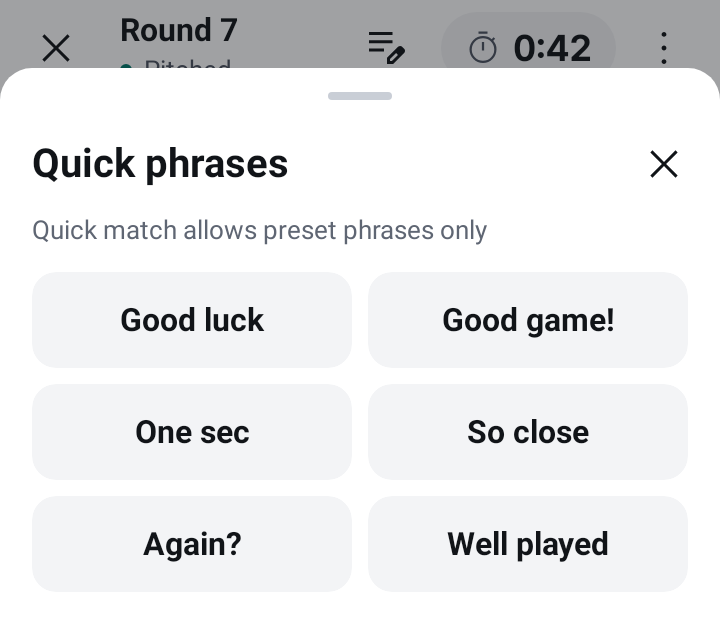 Round 7
0:42
Pitched
Quick phrases
Quick match allows preset phrases only
Good luck
Good game!
One sec
So close
Again?
Well played